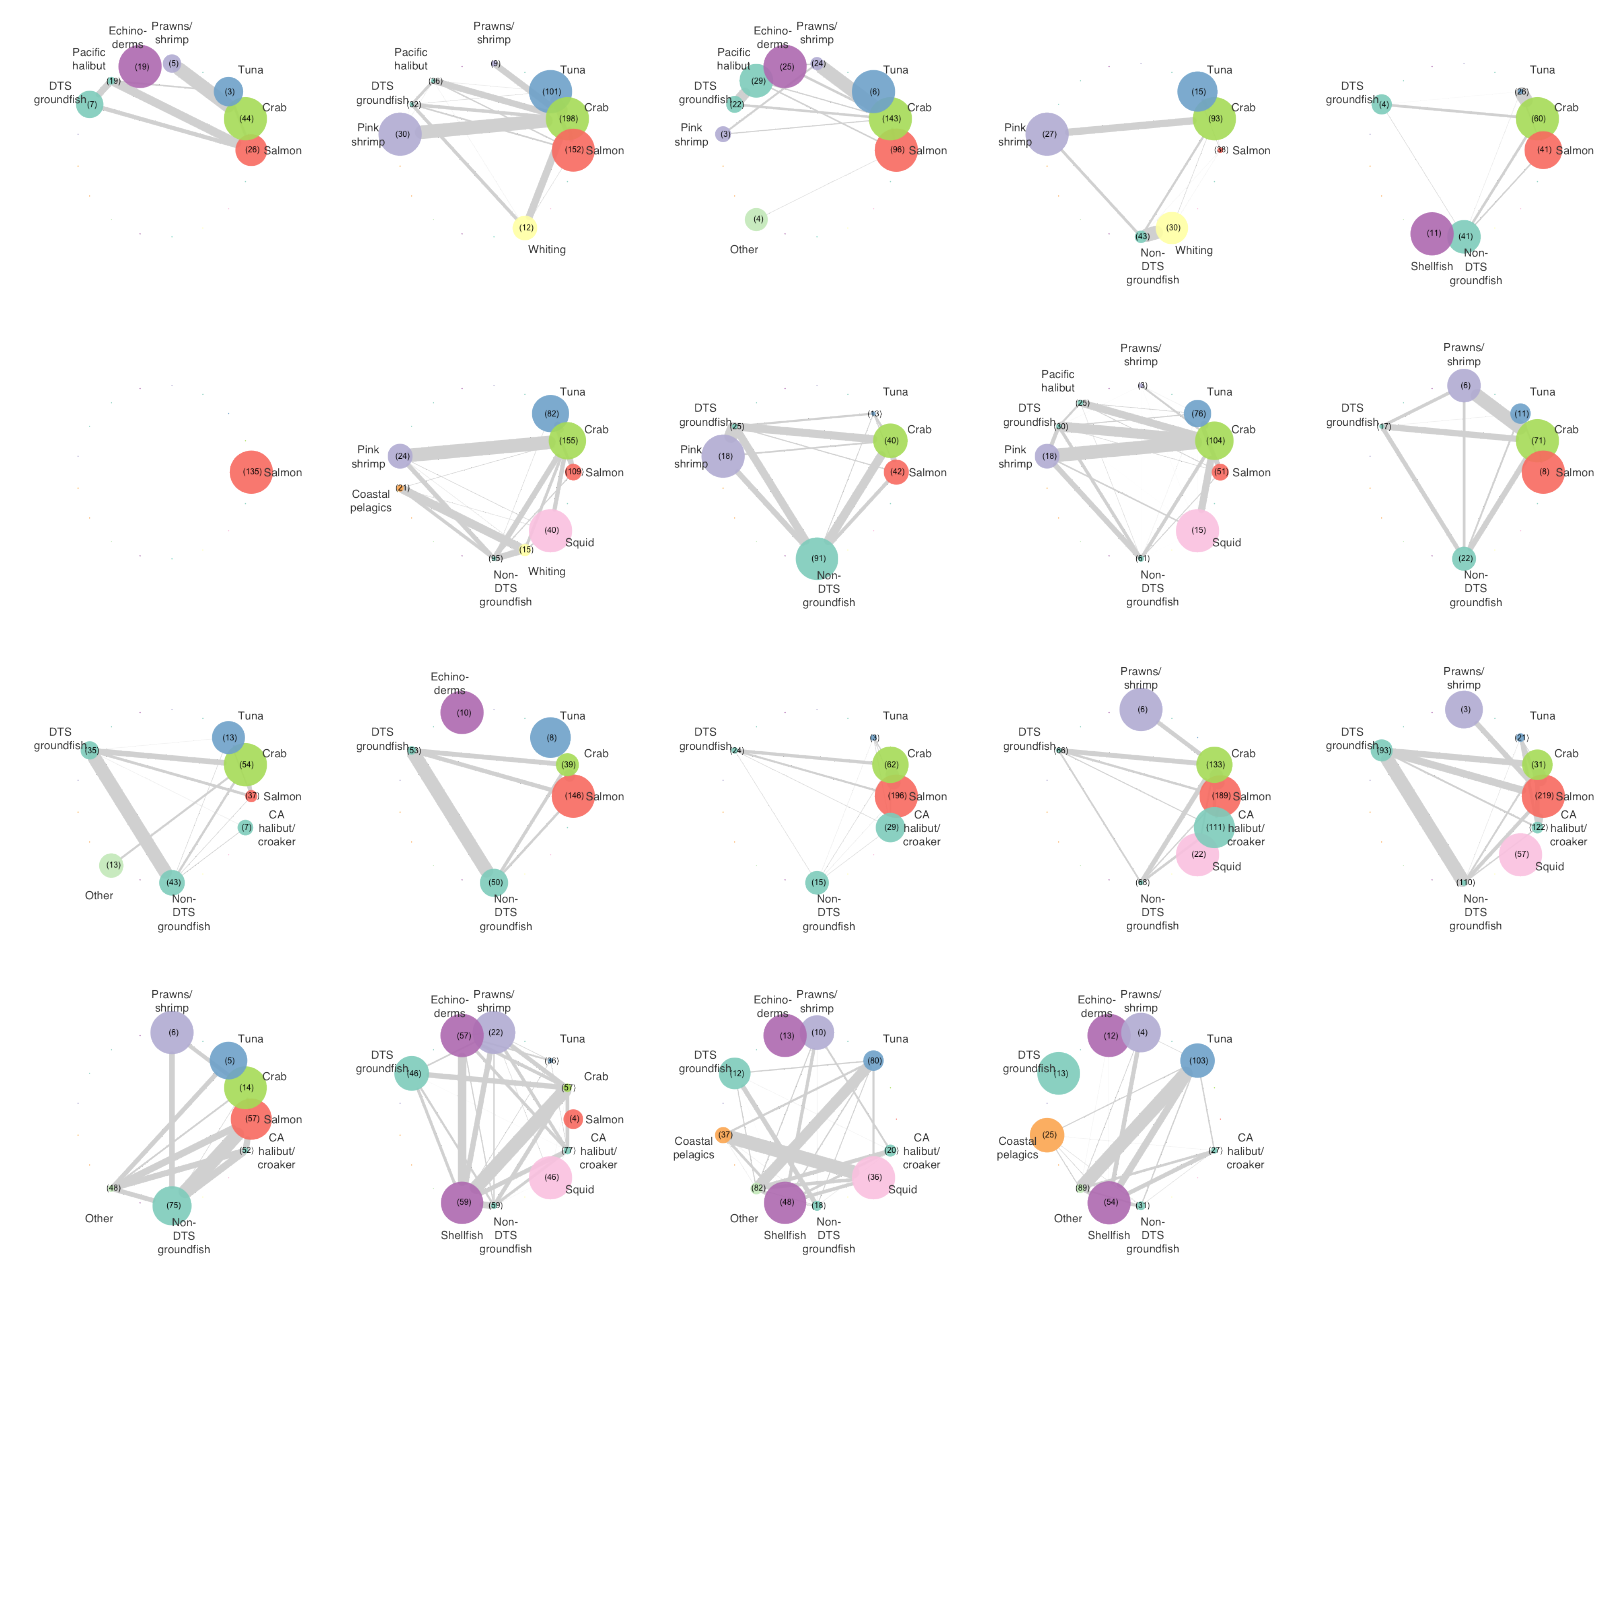 Echino-
derms
Prawns/
shrimp
Pacific
halibut
DTS
groundfish
Tuna
Crab
Salmon
(19)
(5)
(19)
(7)
(3)
(44)
(26)
Prawns/
shrimp
Pacific
halibut
DTS
groundfish
Pink
shrimp
Tuna
Crab
Salmon
Whiting
(9)
(36)
(32)
(30)
(101)
(198)
(152)
(12)
Echino-
derms
Prawns/
shrimp
Pacific
halibut
DTS
groundfish
Pink
shrimp
Tuna
Crab
Salmon
Other
(25)
(24)
(29)
(22)
(3)
(6)
(143)
(96)
(4)
Tuna
Crab
Pink
shrimp
Salmon
Whiting
Non-
DTS
groundfish
(15)
(93)
(27)
(38)
(43)
(30)
Tuna
DTS
groundfish
Crab
Salmon
Shellfish
Non-
DTS
groundfish
(26)
(4)
(60)
(41)
(11)
(41)
Salmon
(135)
Tuna
Crab
Pink
shrimp
Salmon
Coastal
pelagics
Squid
Whiting
Non-
DTS
groundfish
(82)
(155)
(24)
(109)
(21)
(40)
(15)
(95)
Tuna
DTS
groundfish
Crab
Pink
shrimp
Salmon
Non-
DTS
groundfish
(13)
(25)
(40)
(18)
(42)
(91)
Prawns/
shrimp
Pacific
halibut
DTS
groundfish
Pink
shrimp
Tuna
Crab
Salmon
Squid
Non-
DTS
groundfish
(3)
(25)
(30)
(18)
(76)
(104)
(51)
(15)
(61)
Prawns/
shrimp
Tuna
DTS
groundfish
Crab
Salmon
Non-
DTS
groundfish
(6)
(11)
(17)
(71)
(8)
(22)
Tuna
DTS
groundfish
Crab
Salmon
CA
halibut/
croaker
Other
Non-
DTS
groundfish
(13)
(35)
(54)
(37)
(7)
(13)
(43)
Echino-
derms
Tuna
DTS
groundfish
Crab
Salmon
Non-
DTS
groundfish
(10)
(8)
(53)
(39)
(146)
(50)
Tuna
DTS
groundfish
Crab
Salmon
CA
halibut/
croaker
Non-
DTS
groundfish
(3)
(24)
(62)
(196)
(29)
(15)
Prawns/
shrimp
DTS
groundfish
Crab
Salmon
CA
halibut/
croaker
Squid
Non-
DTS
groundfish
(6)
(66)
(133)
(189)
(111)
(22)
(68)
Prawns/
shrimp
Tuna
DTS
groundfish
Crab
Salmon
CA
halibut/
croaker
Squid
Non-
DTS
groundfish
(3)
(21)
(93)
(31)
(219)
(122)
(57)
(110)
Prawns/
shrimp
Tuna
Crab
Salmon
CA
halibut/
croaker
Other
Non-
DTS
groundfish
(6)
(5)
(14)
(57)
(52)
(48)
(75)
Echino-
derms
Prawns/
shrimp
Tuna
DTS
groundfish
Crab
Salmon
CA
halibut/
croaker
Squid
Shellfish
Non-
DTS
groundfish
(57)
(22)
(36)
(46)
(57)
(4)
(77)
(46)
(59)
(59)
Echino-
derms
Prawns/
shrimp
Tuna
DTS
groundfish
Coastal
pelagics
CA
halibut/
croaker
Squid
Other
Shellfish
Non-
DTS
groundfish
(13)
(10)
(80)
(12)
(37)
(20)
(36)
(82)
(48)
(18)
Echino-
derms
Prawns/
shrimp
Tuna
DTS
groundfish
Coastal
pelagics
CA
halibut/
croaker
Other
Shellfish
Non-
DTS
groundfish
(12)
(4)
(103)
(13)
(25)
(27)
(89)
(54)
(31)